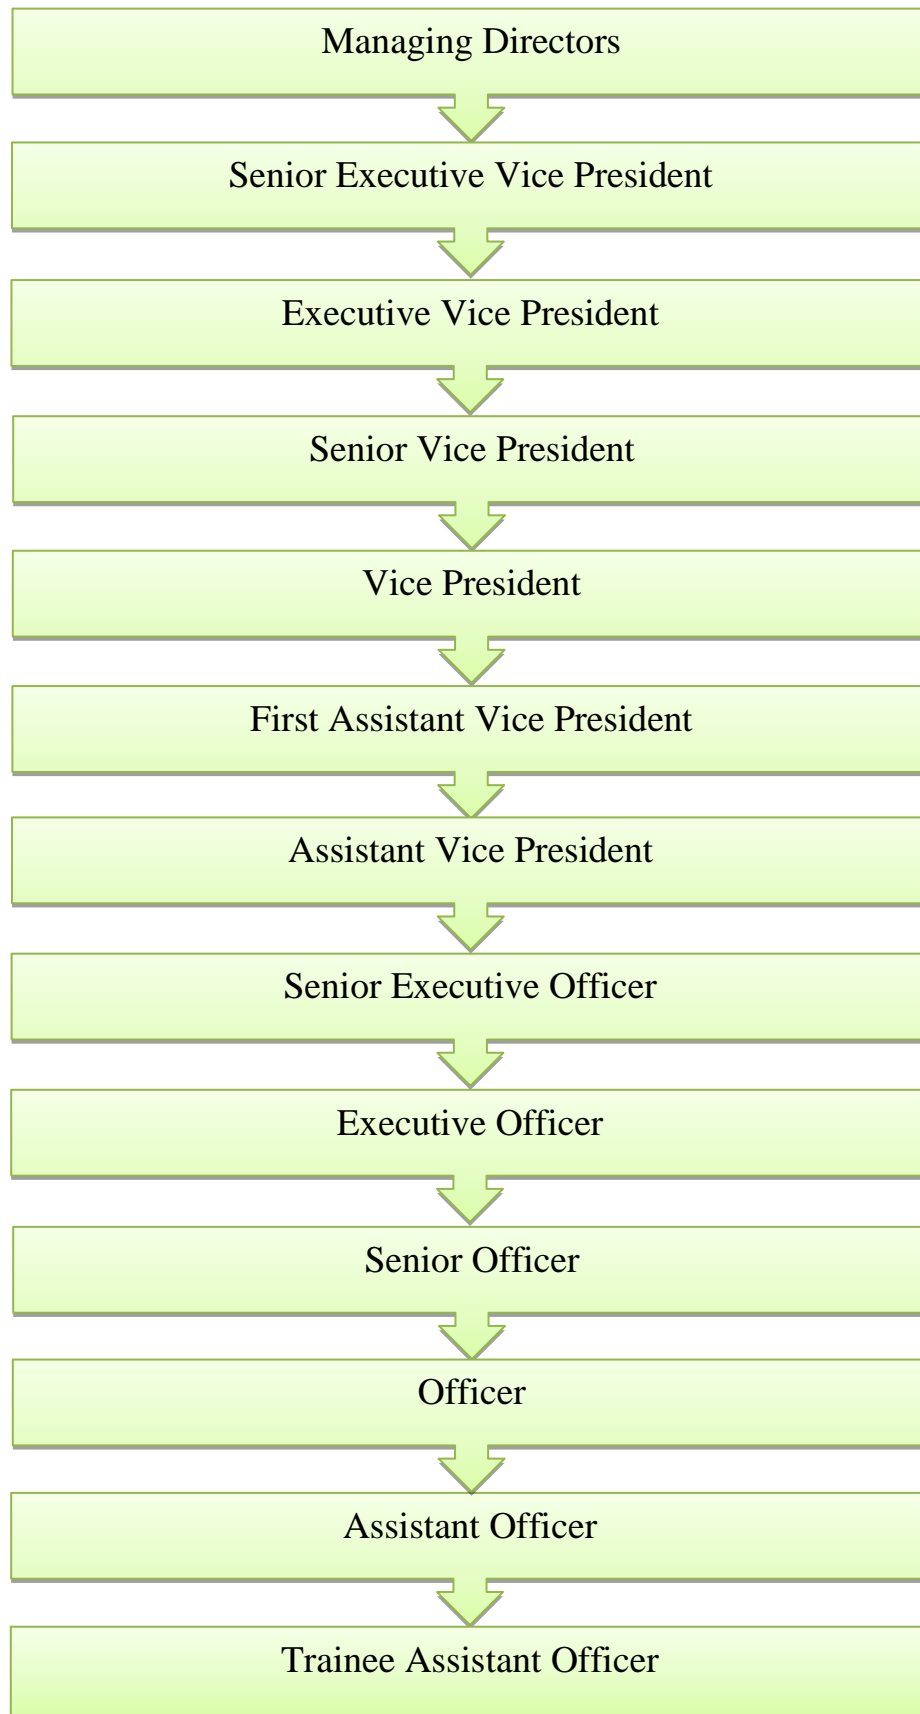 Managing Directors
Senior Executive Vice President
Executive Vice President
Senior Vice President
Vice President
First Assistant Vice President
Assistant Vice President
Senior Executive Officer
Executive Officer
Senior Officer
Officer
Assistant Officer
Trainee Assistant Officer